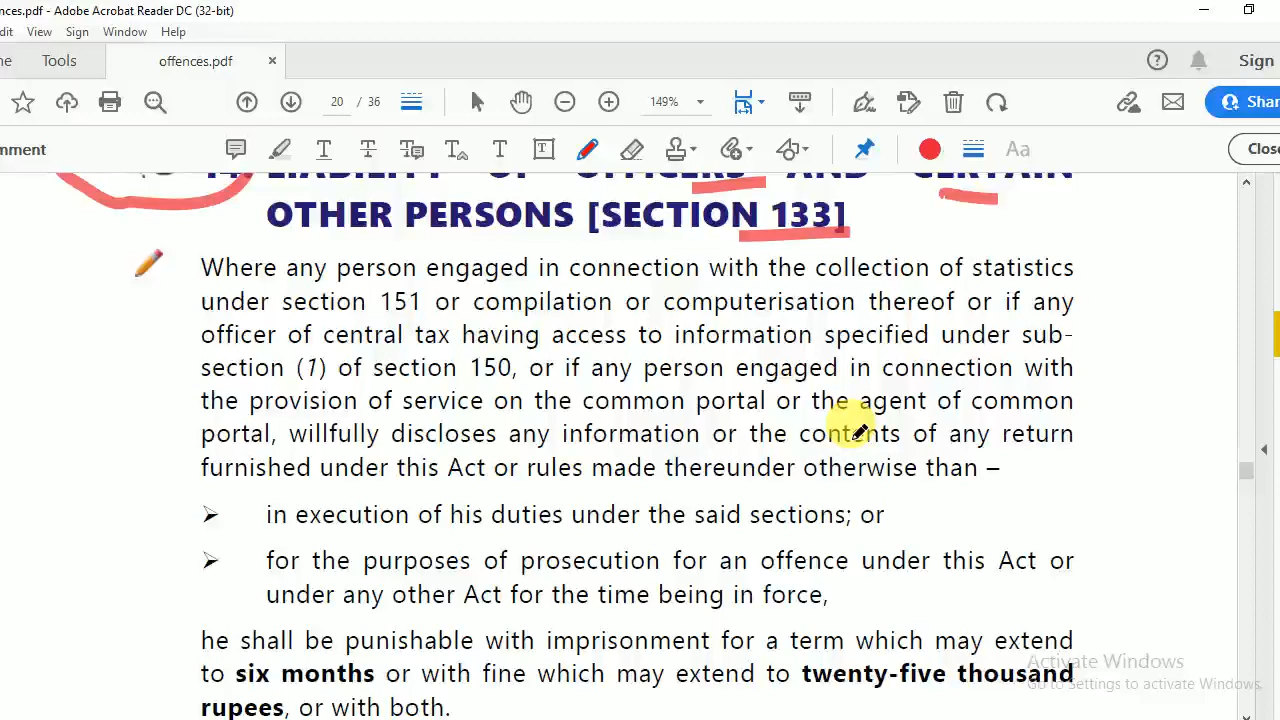 nces.pdf - Adobe Acrobat Reader DC (32-bit)
dit View Sign Window Help
ne Tools offences.pdf × ? Sign
20 / 36 149% Shar
mment Aa Close
14. LIABILITY OF OFFICERS AND CERTAIN
OTHER PERSONS [SECTION 133]
Where any person engaged in connection with the collection of statistics
under section 151 or compilation or computerisation thereof or if any
officer of central tax having access to information specified under sub-
section (1) of section 150, or if any person engaged in connection with
the provision of service on the common portal or the agent of common
portal, willfully discloses any information or the contents of any return
furnished under this Act or rules made thereunder otherwise than –
➢ in execution of his duties under the said sections; or
➢ for the purposes of prosecution for an offence under this Act or
under any other Act for the time being in force,
he shall be punishable with imprisonment for a term which may extend
to six months or with fine which may extend to twenty-five thousand
rupees, or with both.
Activate Windows
Go to Settings to activate Windows.